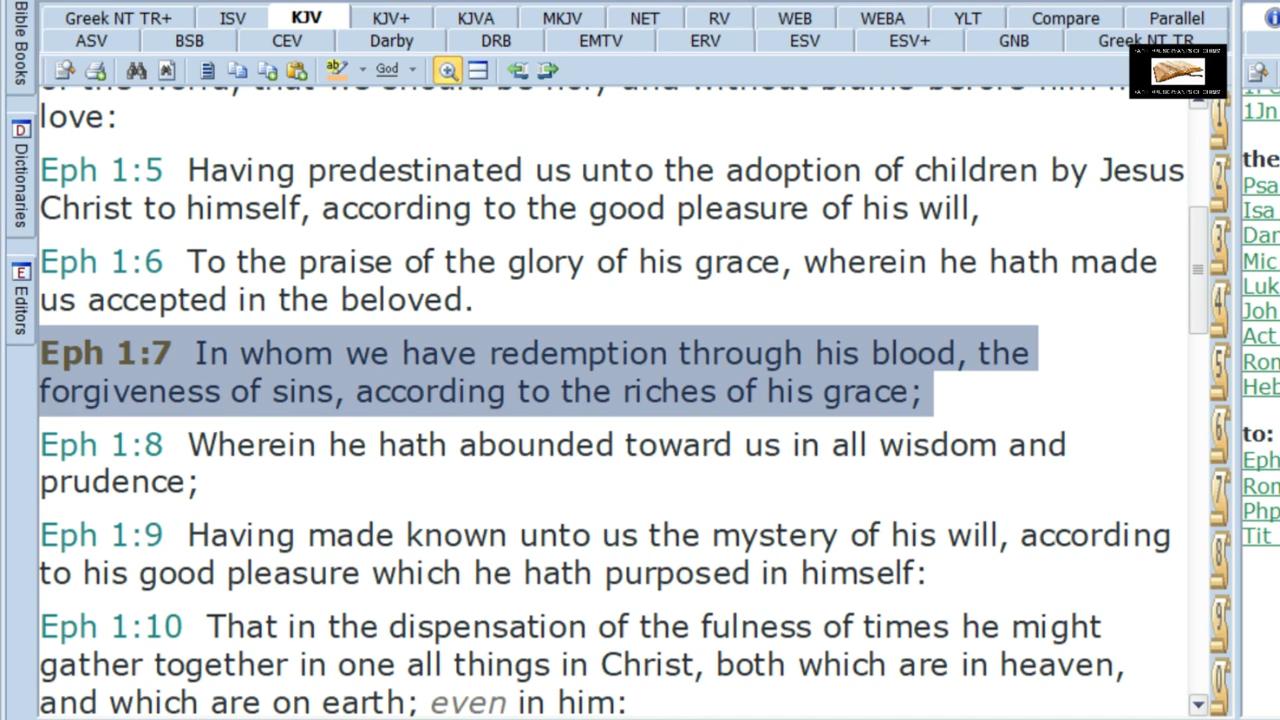 Greek NT TR+ ISV KJV KJV+ KJVA MKJV NET RV WEB WEBA YLT Compare Parallel
ASV BSB CEV Darby DRB EMTV ERV ESV ESV+ GNB Greek NT TR
Bible Books
Dictionaries
Editors
God
love:
Eph 1:5 Having predestinated us unto the adoption of children by Jesus
Christ to himself, according to the good pleasure of his will,
Eph 1:6 To the praise of the glory of his grace, wherein he hath made
us accepted in the beloved.
Eph 1:7 In whom we have redemption through his blood, the
forgiveness of sins, according to the riches of his grace;
Eph 1:8 Wherein he hath abounded toward us in all wisdom and
prudence;
Eph 1:9 Having made known unto us the mystery of his will, according
to his good pleasure which he hath purposed in himself:
Eph 1:10 That in the dispensation of the fulness of times he might
gather together in one all things in Christ, both which are in heaven,
and which are on earth; even in him:
1Jn
the
Psa
Isa
Dan
Mic
Luk
Joh
Act
Rom
Heb
to:
Eph
Rom
Php
Tit